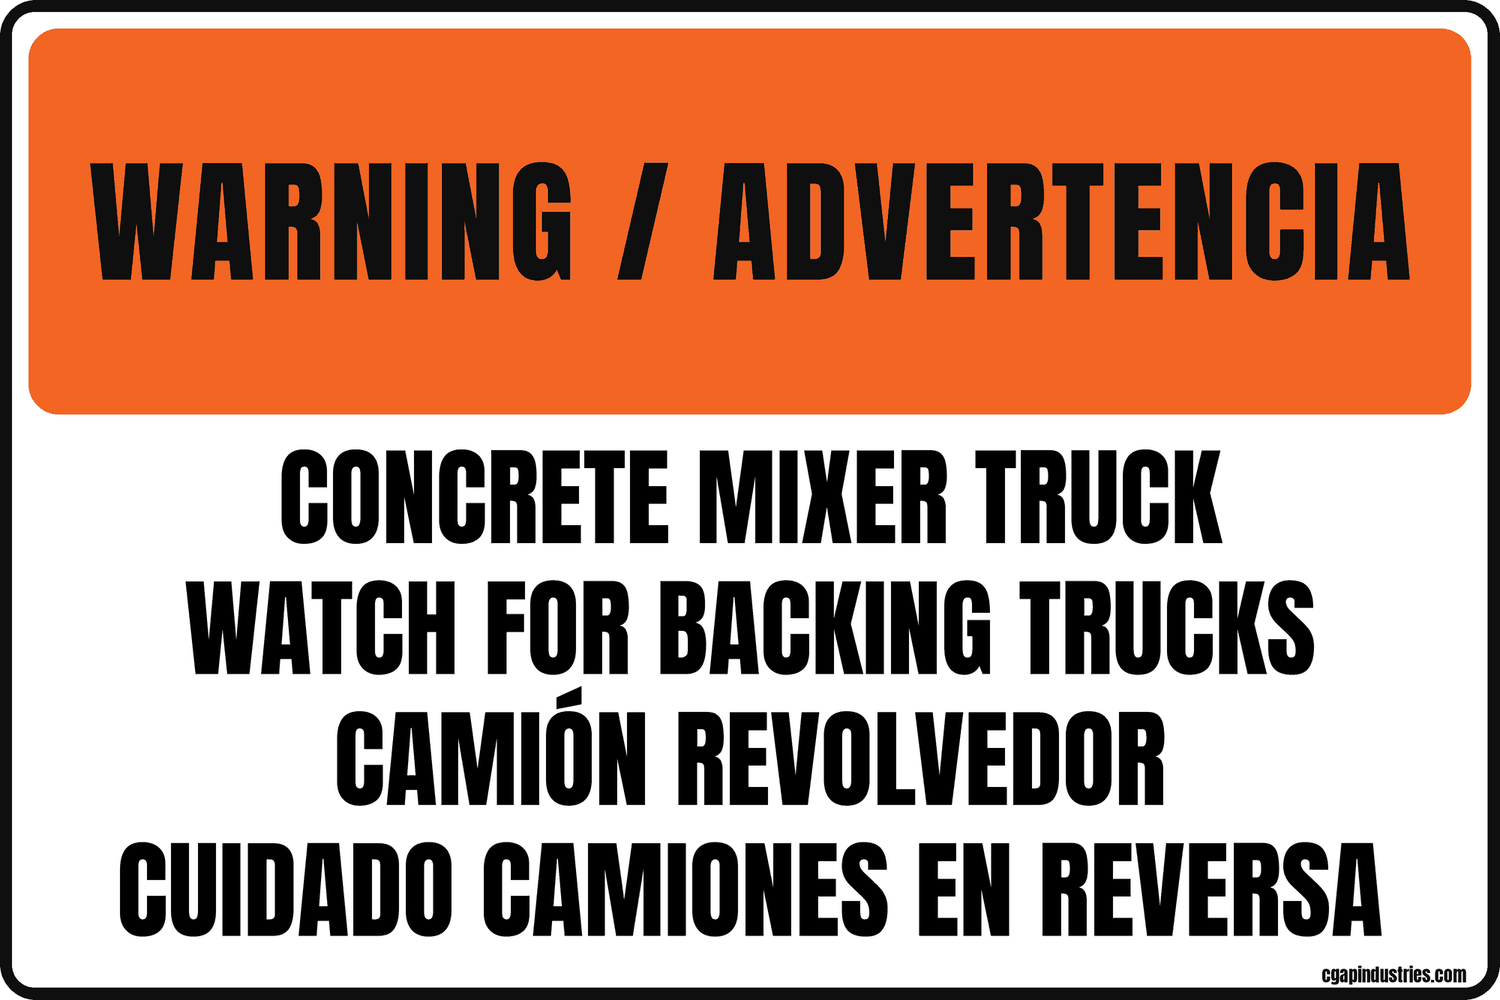 WARNING / ADVERTENCIA
CONCRETE MIXER TRUCK
WATCH FOR BACKING TRUCKS
CAMIÓN REVOLVEDOR
CUIDADO CAMIONES EN REVERSA
cgapindustries.com